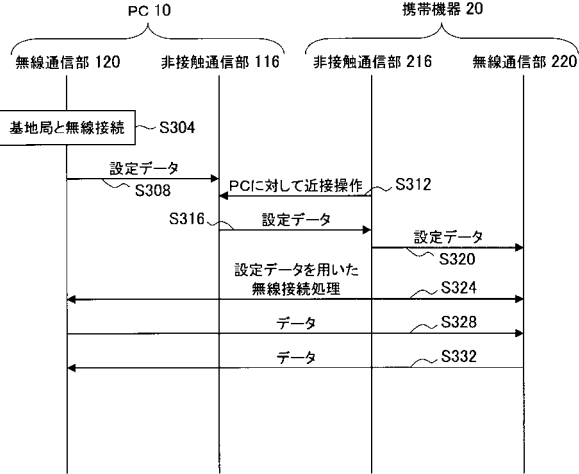 PC 10
携帯機器 20
無線通信部 120
非接触通信部 116
非接触通信部 216
無線通信部 220
基地局と無線接続
S304
設定データ
S308
PCに対して近接操作
S312
S316
設定データ
設定データ
S320
設定データを用いた
無線接続処理
S324
データ
S328
データ
S332